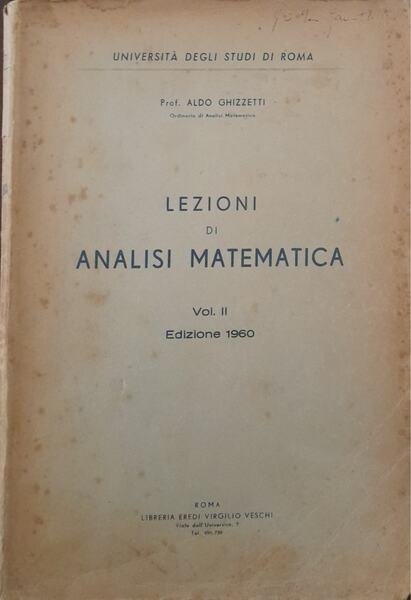 UNIVERSITÀ DEGLI STUDI DI ROMA
Prof. ALDO GHIZZETTI
Ordinario di Analisi Matematica
LEZIONI
DI
ANALISI MATEMATICA
Vol. II
Edizione 1960
ROMA
LIBRERIA EREDI VIRGILIO VESCHI
Viale dell'Università, 7
Tel.